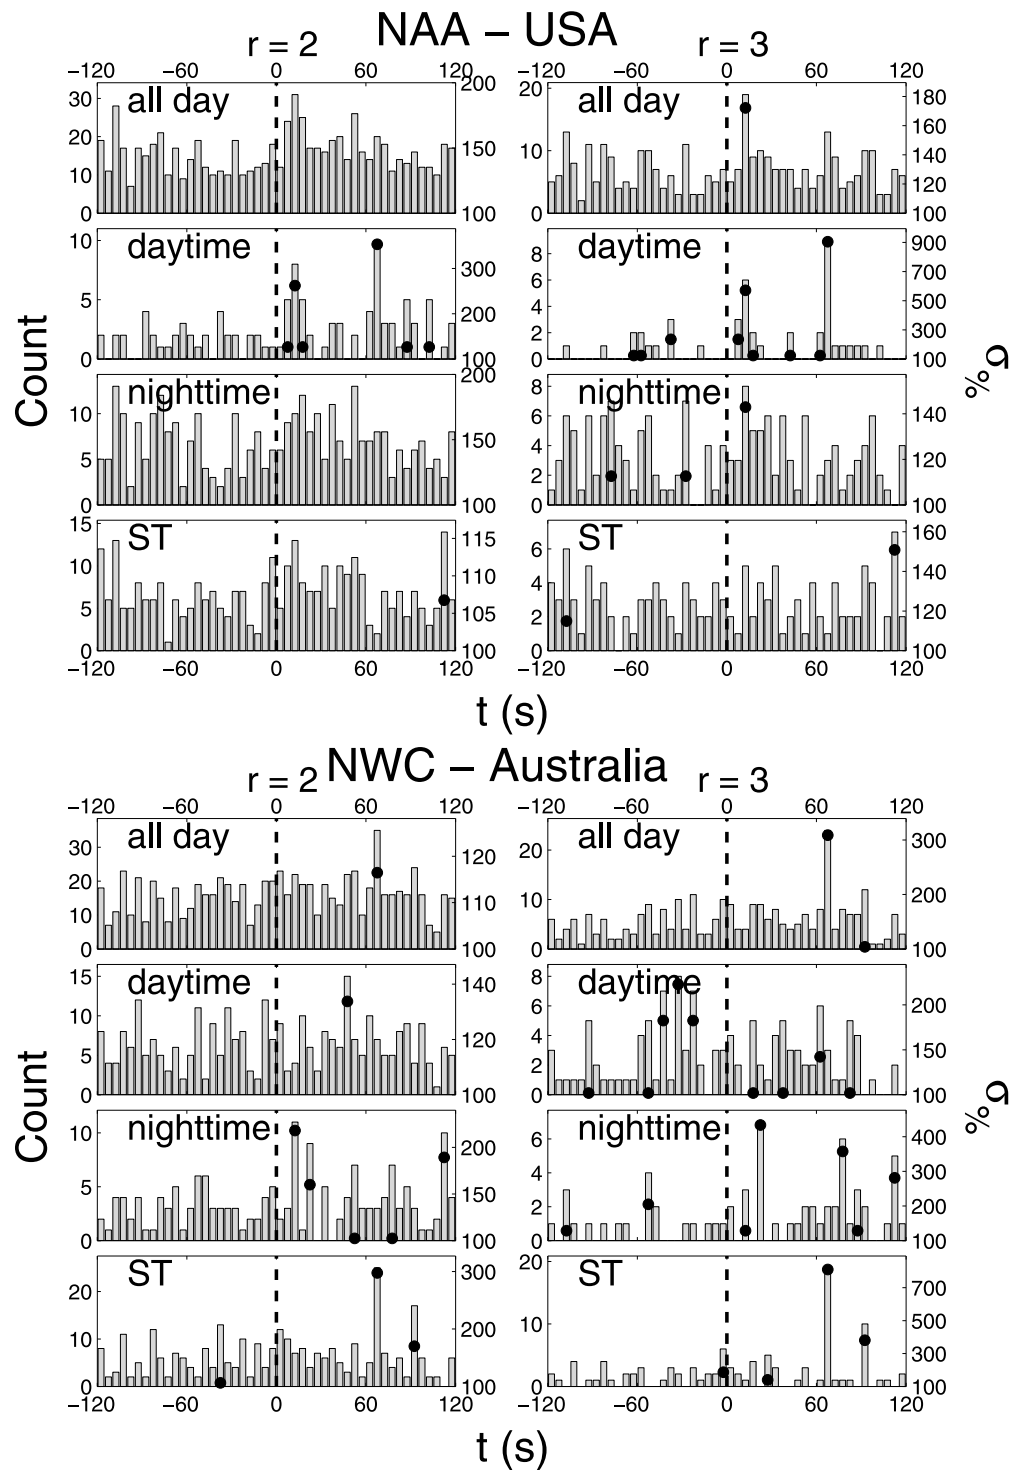 NAA – USA
r = 2 r = 3
−120 −60 0 60 120 −120 −60 0 60 120
all day 30 20 10 0 200 150 100
all day 20 10 0 180 160 140 120 100
daytime 10 5 0 350 300 250 200 150 100
daytime 8 6 4 2 0 900 700 500 300 100
nighttime 10 5 0 200 150 100
nighttime 8 6 4 2 0 140 120 100
ST 15 10 5 0 115 110 105 100
ST 6 4 2 0 160 140 120 100
−120 −60 0 60 120 −120 −60 0 60 120
Count
σ%
t (s)
NWC – Australia
r = 2 r = 3
−120 −60 0 60 120 −120 −60 0 60 120
all day 30 20 10 0 120 110 100
all day 20 10 0 300 200 100
daytime 15 10 5 0 140 120 100
daytime 8 6 4 2 0 200 150 100
nighttime 10 5 0 200 150 100
nighttime 6 4 2 0 400 300 200 100
ST 20 10 0 300 200 100
ST 20 10 0 700 500 300 100
−120 −60 0 60 120 −120 −60 0 60 120
Count
σ%
t (s)